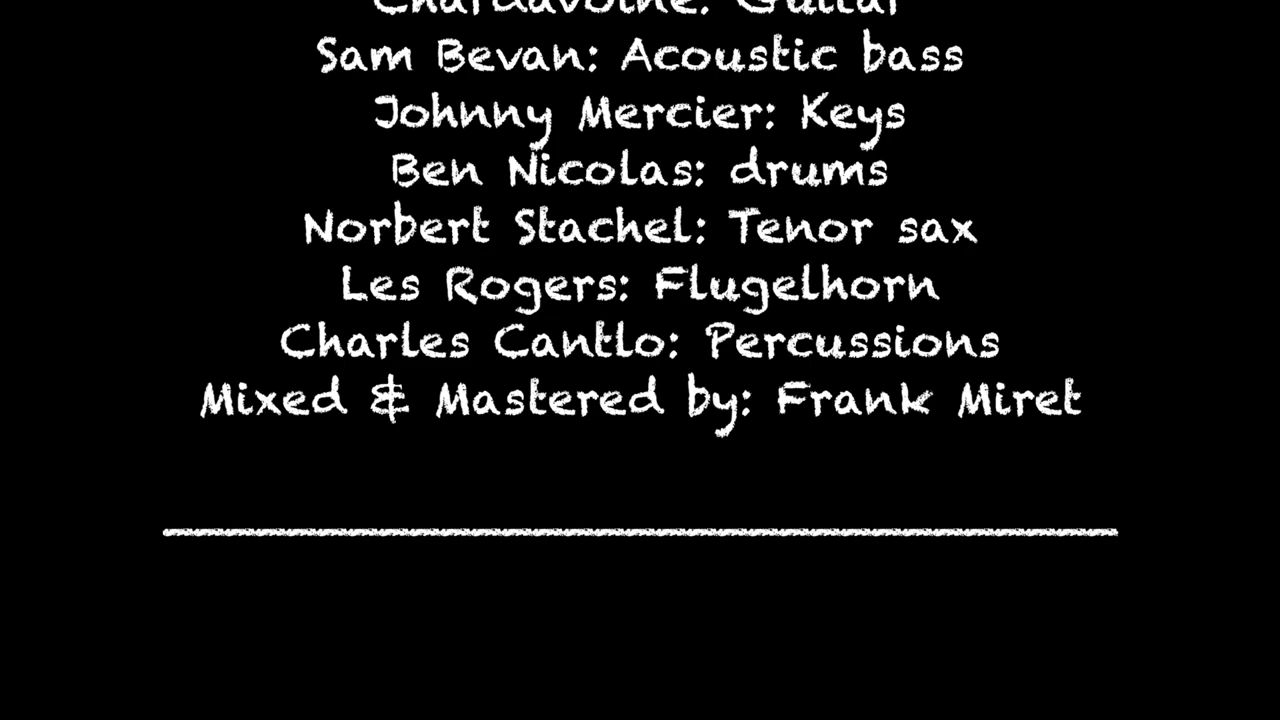 Guitar
Sam Bevan: Acoustic bass
Johnny Mercier: Keys
Ben Nicolas: drums
Norbert Stachel: Tenor sax
Les Rogers: Flugelhorn
Charles Cantlo: Percussions
Mixed & Mastered by: Frank Miret